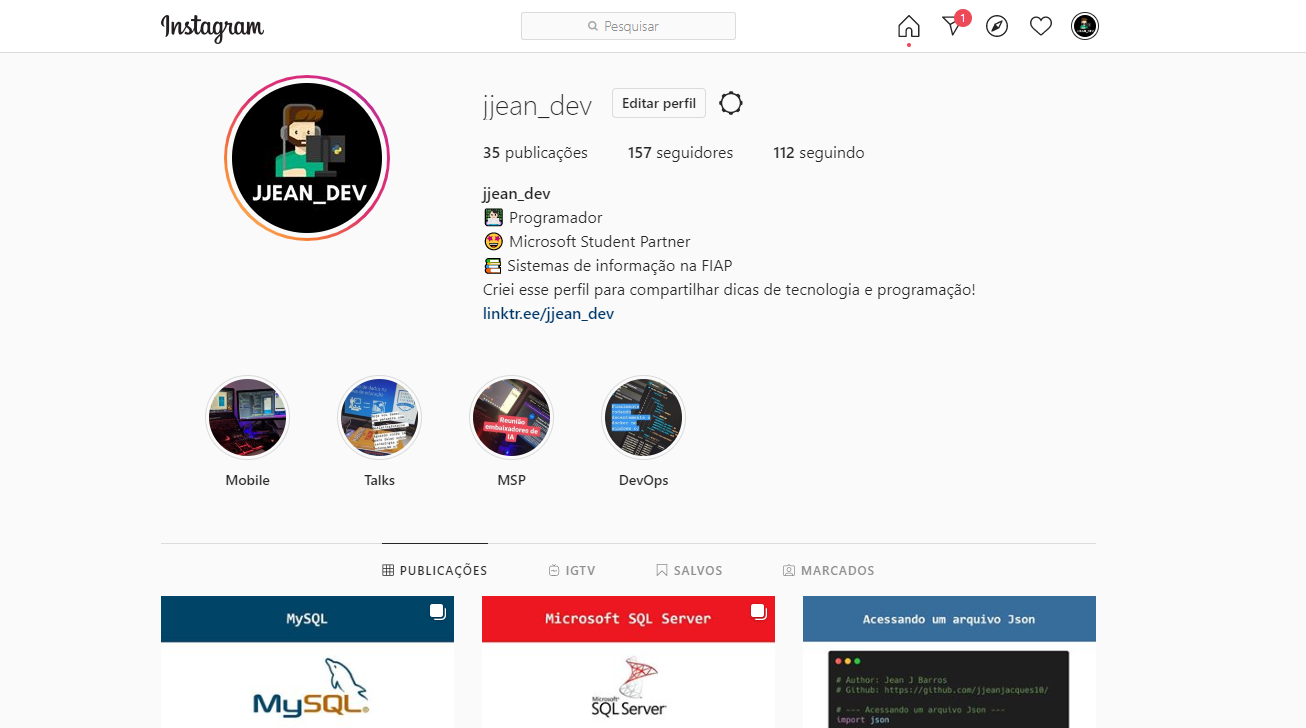 Instagram
Pesquisar
1
JJEAN_DEV
jjean_dev
Editar perfil
35 publicações 157 seguidores 112 seguindo
jjean_dev
Programador
Microsoft Student Partner
Sistemas de informação na FIAP
Criei esse perfil para compartilhar dicas de tecnologia e programação!
linktr.ee/jjean_dev
Reunião
embaixadores de
IA
Mobile
Talks
MSP
DevOps
PUBLICAÇÕES
IGTV
SALVOS
MARCADOS
MySQL
MySQL
Microsoft SQL Server
Microsoft
SQL Server
Acessando um arquivo Json
# Author: Jean J Barros
# Github: https://github.com/jjeanjacques10/
# --- Acessando um arquivo Json ---
import json